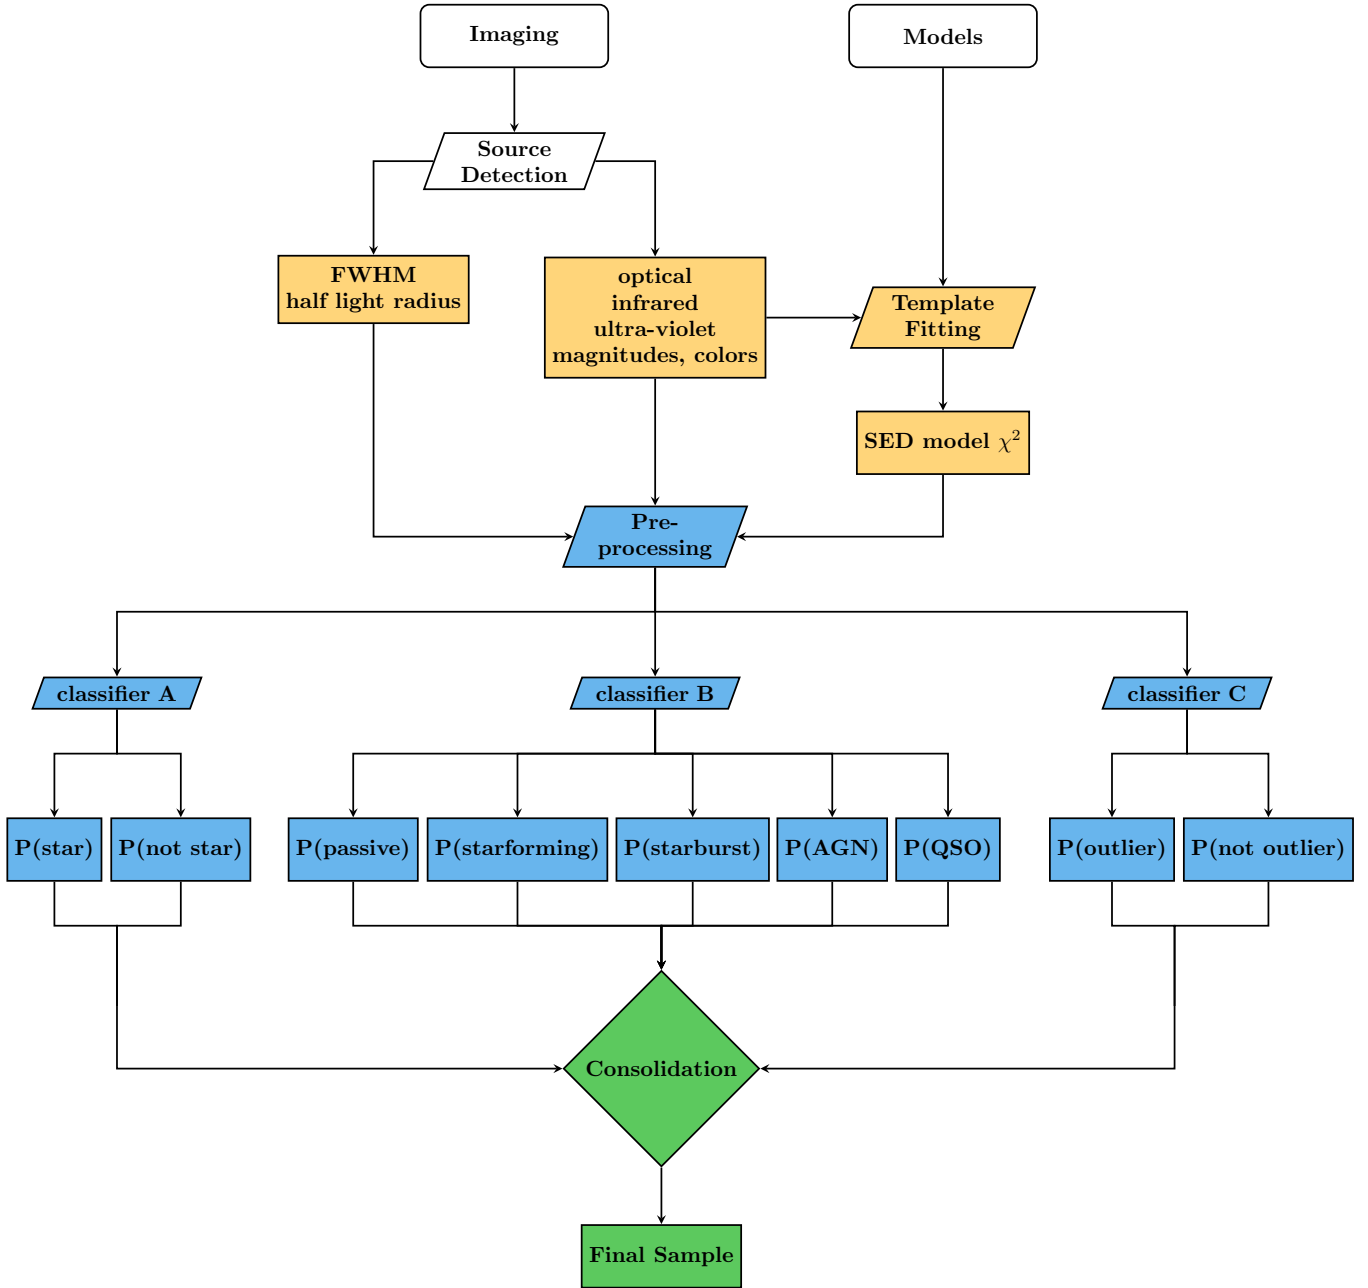 Imaging
Models
Source
Detection
FWHM
half light radius
optical
infrared
ultra-violet
magnitudes, colors
Template
Fitting
SED model χ²
Pre-
processing
classifier A
classifier B
classifier C
P(star)
P(not star)
P(passive)
P(starforming)
P(starburst)
P(AGN)
P(QSO)
P(outlier)
P(not outlier)
Consolidation
Final Sample